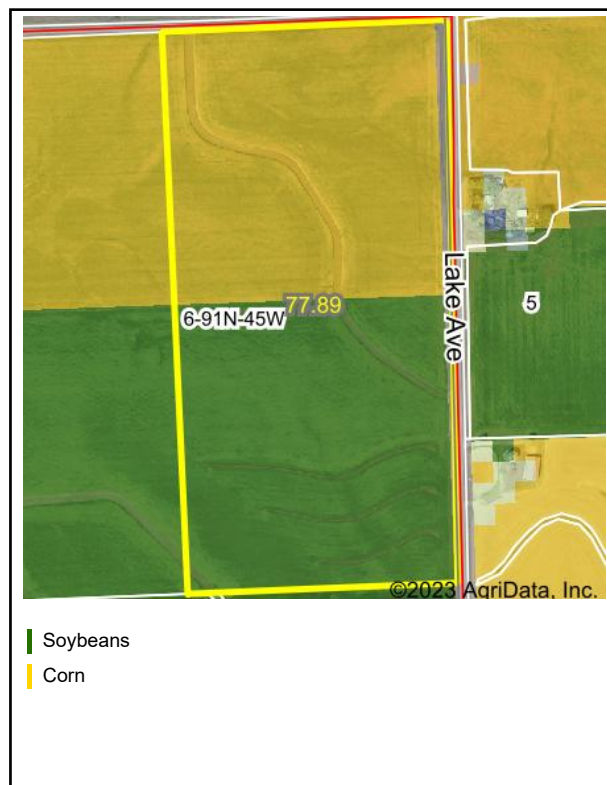 Lake Ave
77.89
5
6-91N-45W
©2023 AgriData, Inc.
Soybeans
Corn